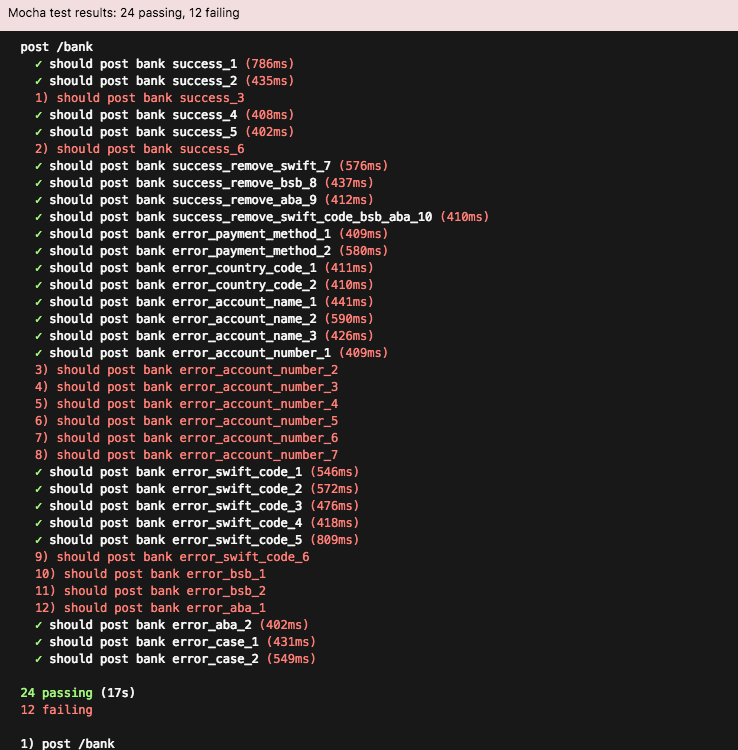 Mocha test results: 24 passing, 12 failing
post /bank
✓ should post bank success_1 (786ms)
✓ should post bank success_2 (435ms)
1) should post bank success_3
✓ should post bank success_4 (408ms)
✓ should post bank success_5 (402ms)
2) should post bank success_6
✓ should post bank success_remove_swift_7 (576ms)
✓ should post bank success_remove_bsb_8 (437ms)
✓ should post bank success_remove_aba_9 (412ms)
✓ should post bank success_remove_swift_code_bsb_aba_10 (410ms)
✓ should post bank error_payment_method_1 (409ms)
✓ should post bank error_payment_method_2 (580ms)
✓ should post bank error_country_code_1 (411ms)
✓ should post bank error_country_code_2 (410ms)
✓ should post bank error_account_name_1 (441ms)
✓ should post bank error_account_name_2 (590ms)
✓ should post bank error_account_name_3 (426ms)
✓ should post bank error_account_number_1 (409ms)
3) should post bank error_account_number_2
4) should post bank error_account_number_3
5) should post bank error_account_number_4
6) should post bank error_account_number_5
7) should post bank error_account_number_6
8) should post bank error_account_number_7
✓ should post bank error_swift_code_1 (546ms)
✓ should post bank error_swift_code_2 (572ms)
✓ should post bank error_swift_code_3 (476ms)
✓ should post bank error_swift_code_4 (418ms)
✓ should post bank error_swift_code_5 (809ms)
9) should post bank error_swift_code_6
10) should post bank error_bsb_1
11) should post bank error_bsb_2
12) should post bank error_aba_1
✓ should post bank error_aba_2 (402ms)
✓ should post bank error_case_1 (431ms)
✓ should post bank error_case_2 (549ms)
24 passing (17s)
12 failing
1) post /bank